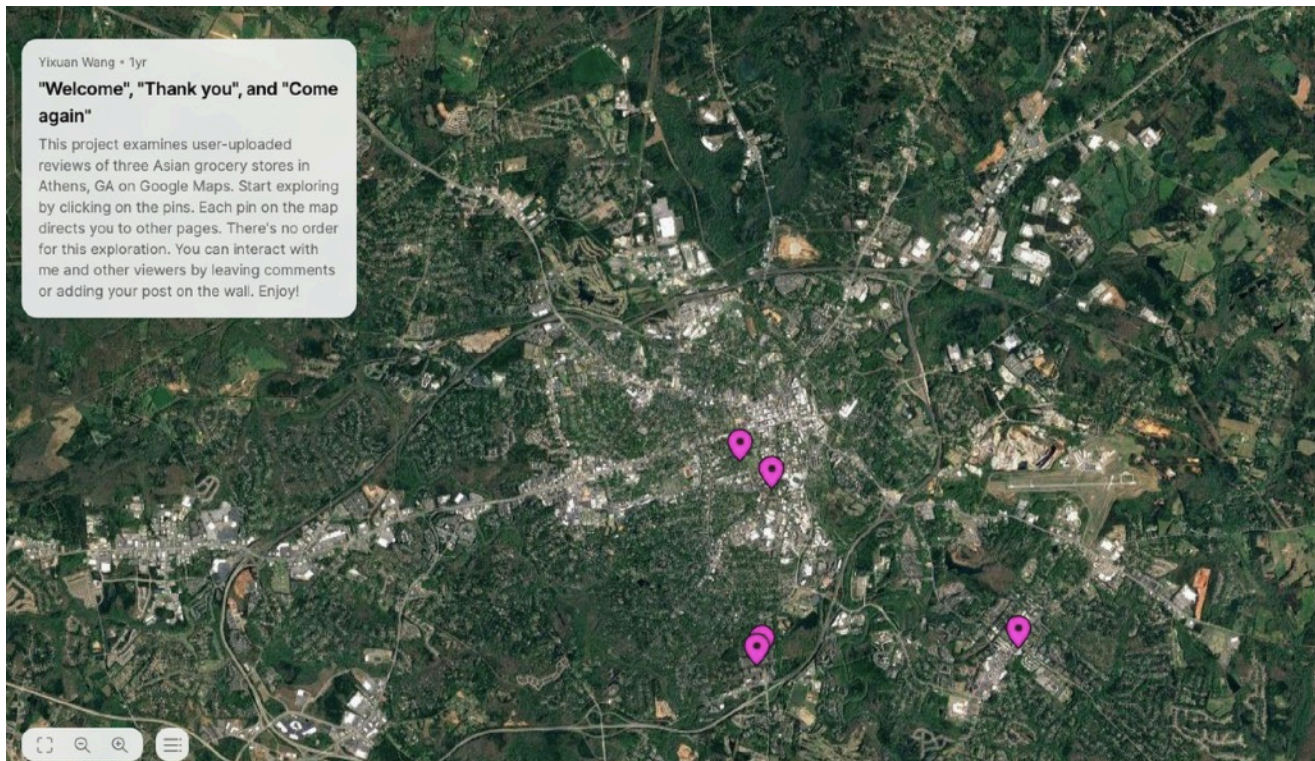 Yixuan Wang • 1yr
"Welcome", "Thank you", and "Come
again"
This project examines user-uploaded
reviews of three Asian grocery stores in
Athens, GA on Google Maps. Start exploring
by clicking on the pins. Each pin on the map
directs you to other pages. There's no order
for this exploration. You can interact with
me and other viewers by leaving comments
or adding your post on the wall. Enjoy!